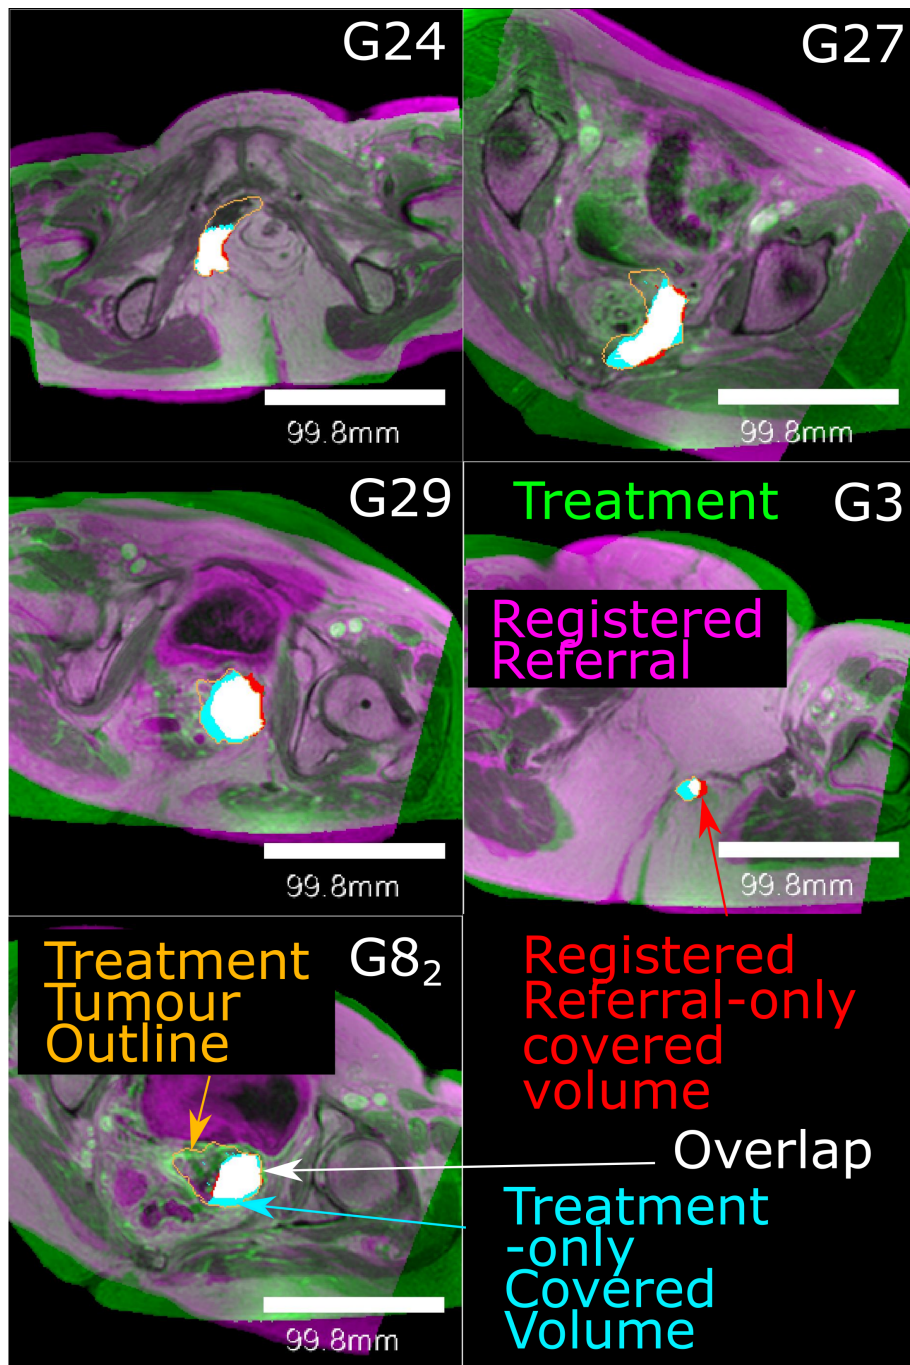 G24
G27
99.8mm
99.8mm
G29
Treatment
G3
Registered
Referral
99.8mm
99.8mm
Treatment
Tumour
Outline
G8₂
Registered
Referral-only
covered
volume
Overlap
Treatment
-only
Covered
Volume
99.8mm